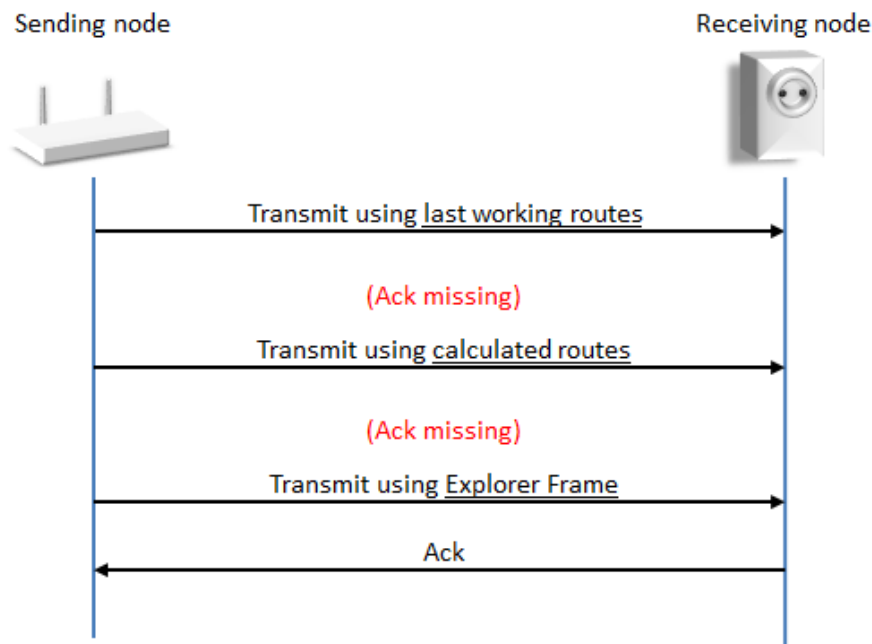 Sending node
Receiving node
Transmit using last working routes
(Ack missing)
Transmit using calculated routes
(Ack missing)
Transmit using Explorer Frame
Ack